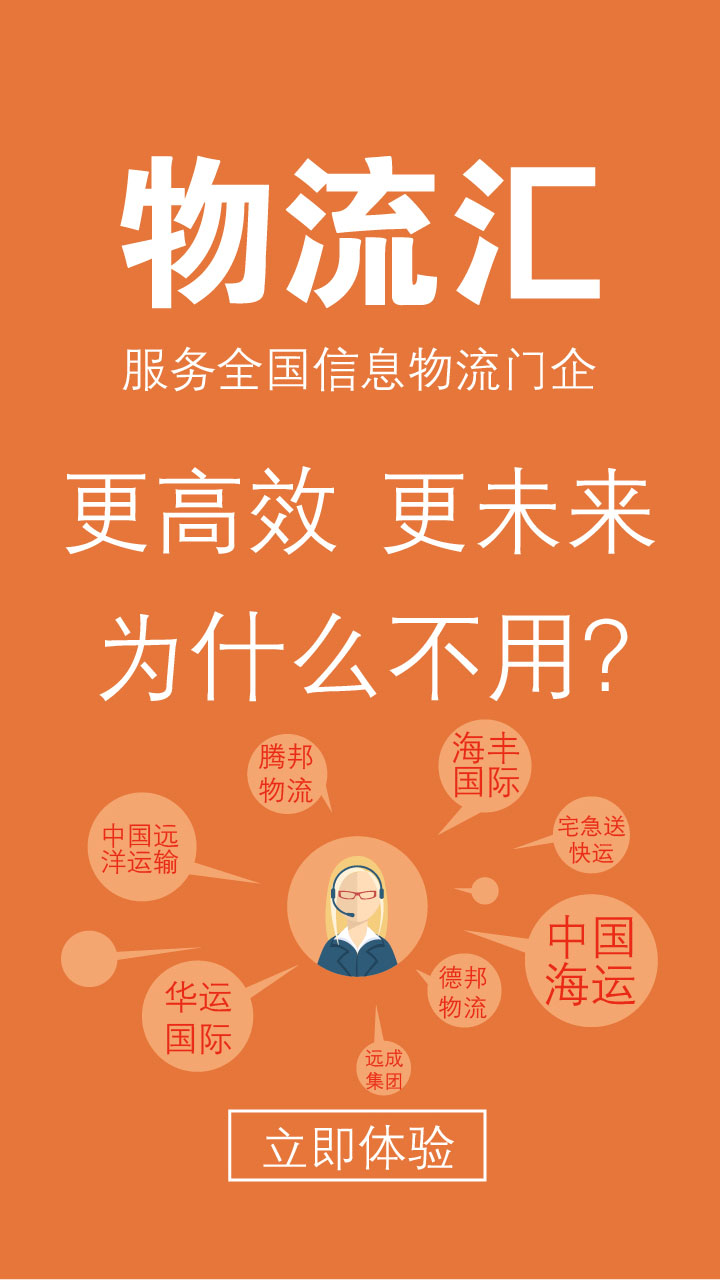 物流汇
服务全国信息物流门企
更高效 更未来
为什么不用?
腾邦
物流
海丰
国际
中国远
洋运输
宅急送
快运
中国
海运
德邦
物流
华运
国际
远成
集团
立即体验